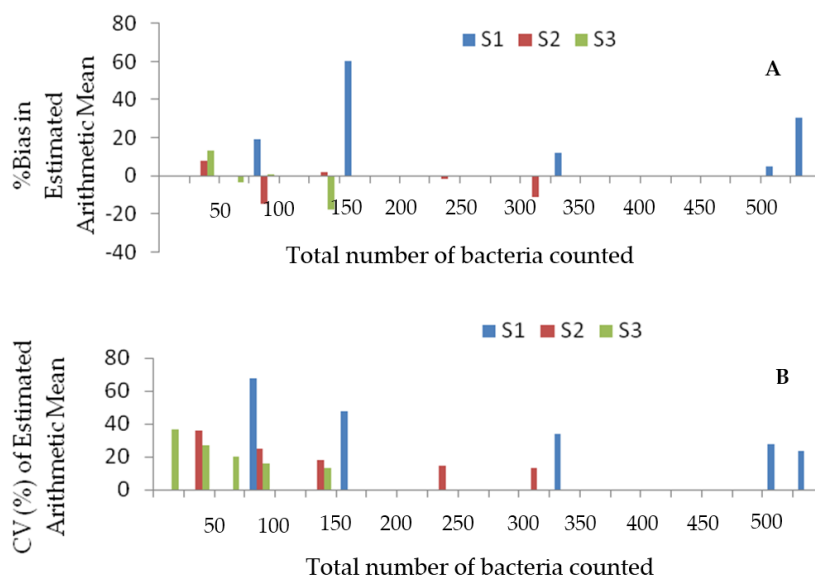 80
60
40
20
0
-20
-40
S1 S2 S3
A
%Bias in
Estimated
Arithmetic Mean
50 100 150 200 250 300 350 400 450 500
Total number of bacteria counted
S1 S2 S3
B
80
60
40
20
0
CV (%) of Estimated
Arithmetic Mean
50 100 150 200 250 300 350 400 450 500
Total number of bacteria counted